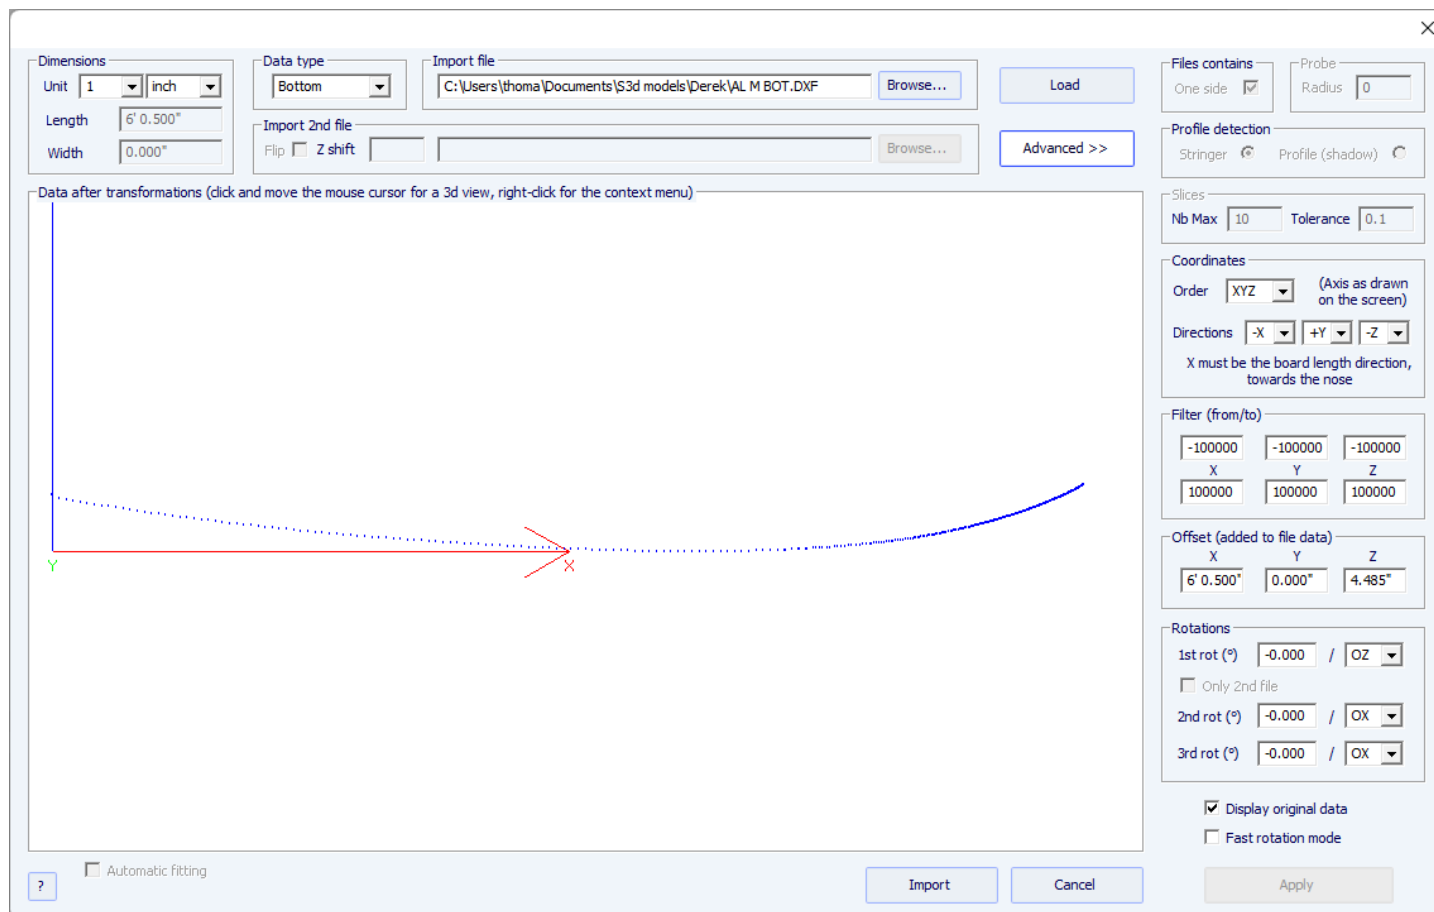 Dimensions
Unit 1 inch
Length 6' 0.500"
Width 0.000"
Data type
Bottom
Import file
C:\Users\thoma\Documents\S3d models\Derek\AL M BOT.DXF Browse...
Import 2nd file
Flip Z shift Browse...
Load
Advanced >>
Files contains
One side
Probe
Radius 0
Profile detection
Stringer Profile (shadow)
Slices
Nb Max 10 Tolerance 0.1
Coordinates
Order XYZ (Axis as drawn
on the screen)
Directions -X +Y -Z
X must be the board length direction,
towards the nose
Filter (from/to)
-100000 -100000 -100000
X Y Z
100000 100000 100000
Offset (added to file data)
X Y Z
6' 0.500" 0.000" 4.485"
Rotations
1st rot (°) -0.000 / OZ
Only 2nd file
2nd rot (°) -0.000 / OX
3rd rot (°) -0.000 / OX
Display original data
Fast rotation mode
Apply
Data after transformations (click and move the mouse cursor for a 3d view, right-click for the context menu)
Y X
Automatic fitting
?
Import
Cancel